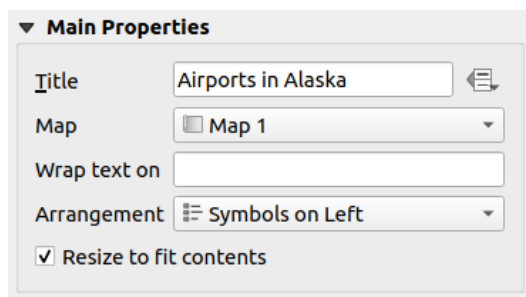 Main Properties
Title Airports in Alaska
Map Map 1
Wrap text on
Arrangement Symbols on Left
Resize to fit contents